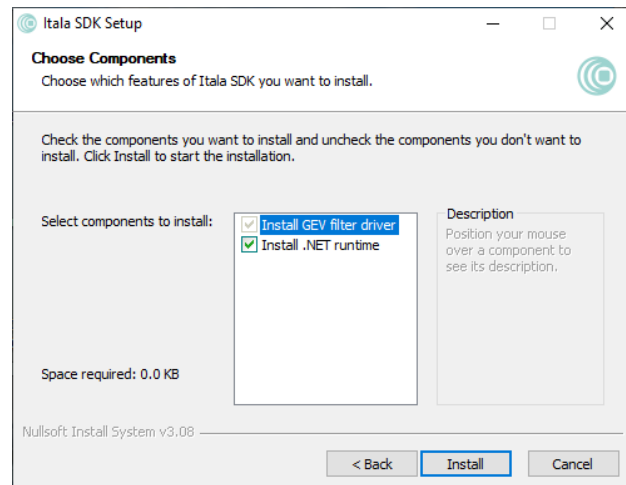 Itala SDK Setup
Choose Components
Choose which features of Itala SDK you want to install.
Check the components you want to install and uncheck the components you don't want to
install. Click Install to start the installation.
Select components to install:
Install GEV filter driver
Install .NET runtime
Description
Position your mouse
over a component to
see its description.
Space required: 0.0 KB
Nullsoft Install System v3.08
< Back
Install
Cancel